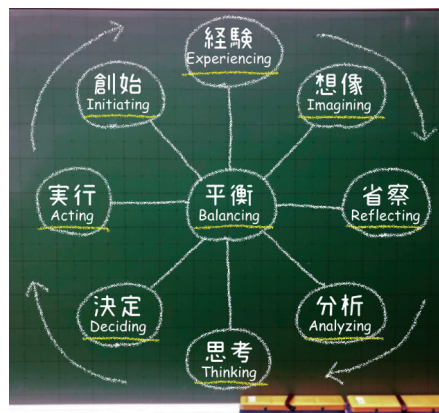 経験
Experiencing
創始
Initiating
想像
Imagining
実行
Acting
平衡
Balancing
省察
Reflecting
決定
Deciding
分析
Analyzing
思考
Thinking